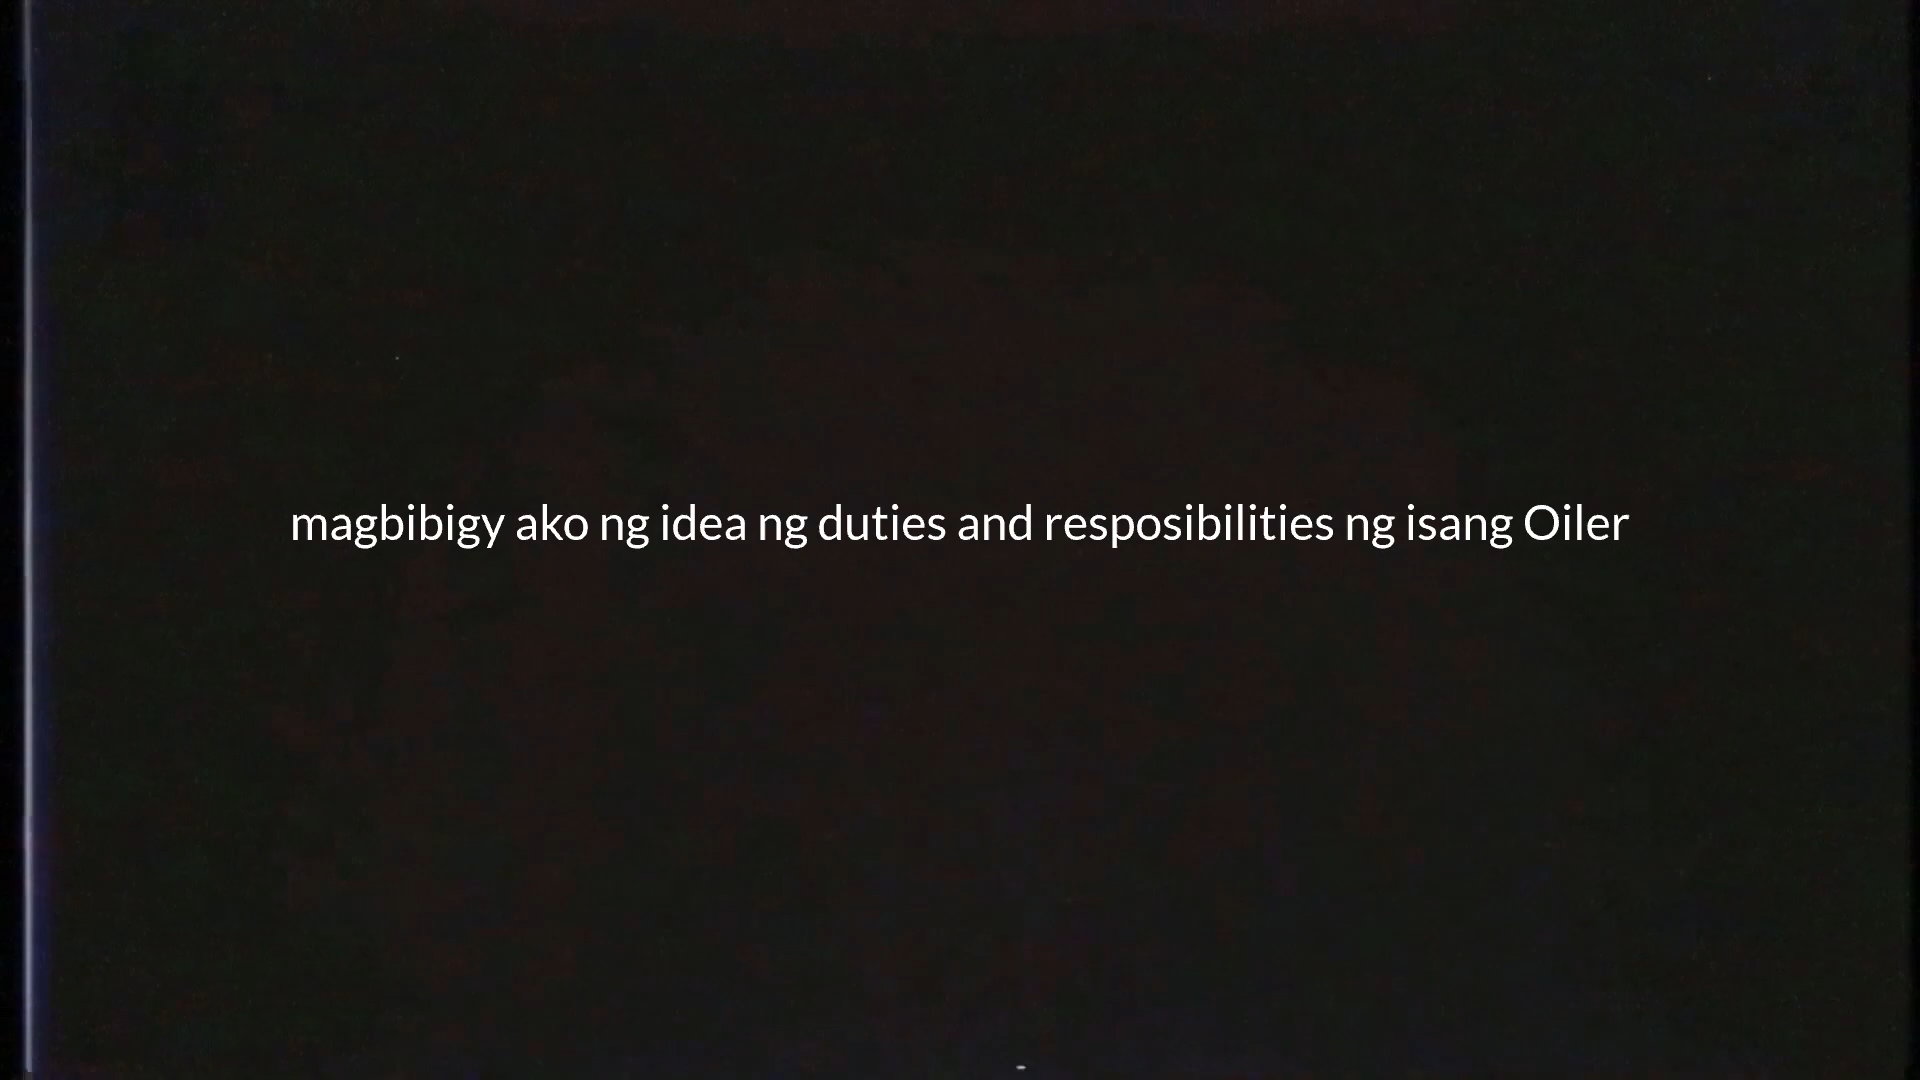 magbibigy ako ng idea ng duties and resposibilities ng isang Oiler